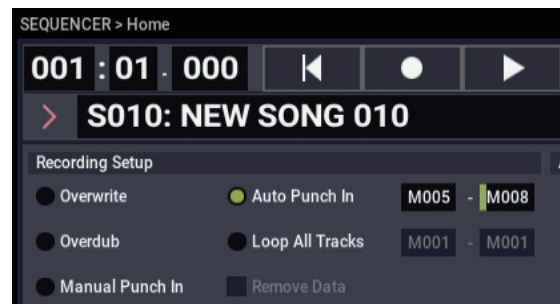 SEQUENCER > Home
001 : 01 . 000
S010: NEW SONG 010
Recording Setup
Overwrite Auto Punch In M005 - M008
Overdub Loop All Tracks M001 - M001
Manual Punch In Remove Data